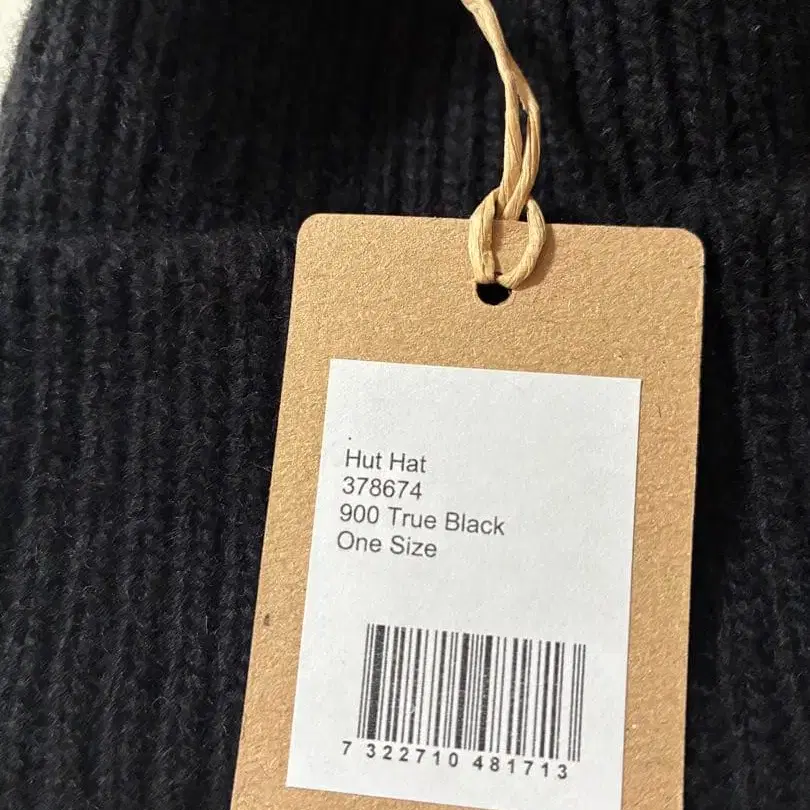 Hut Hat
378674
900 True Black
One Size
7 322710 481713